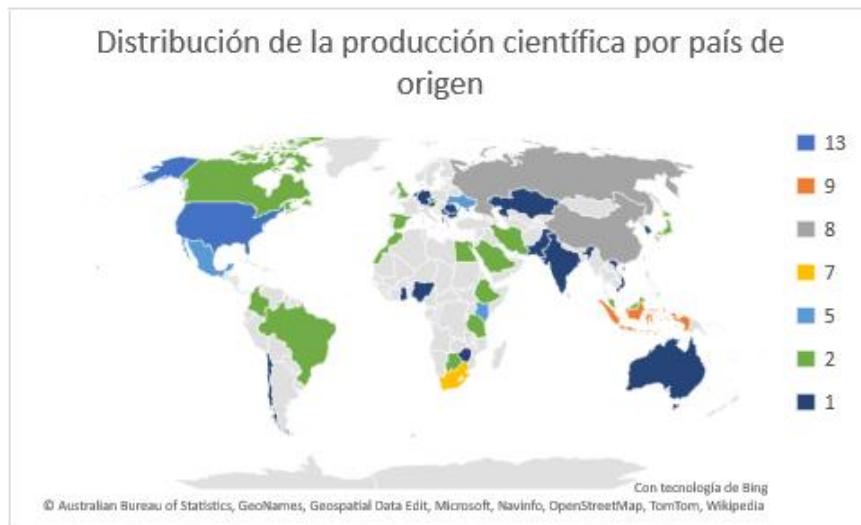 Distribución de la producción científica por país de
origen
13
9
8
7
5
2
1
Con tecnología de Bing
© Australian Bureau of Statistics, GeoNames, Geospatial Data Edit, Microsoft, Navinfo, OpenStreetMap, TomTom, Wikipedia